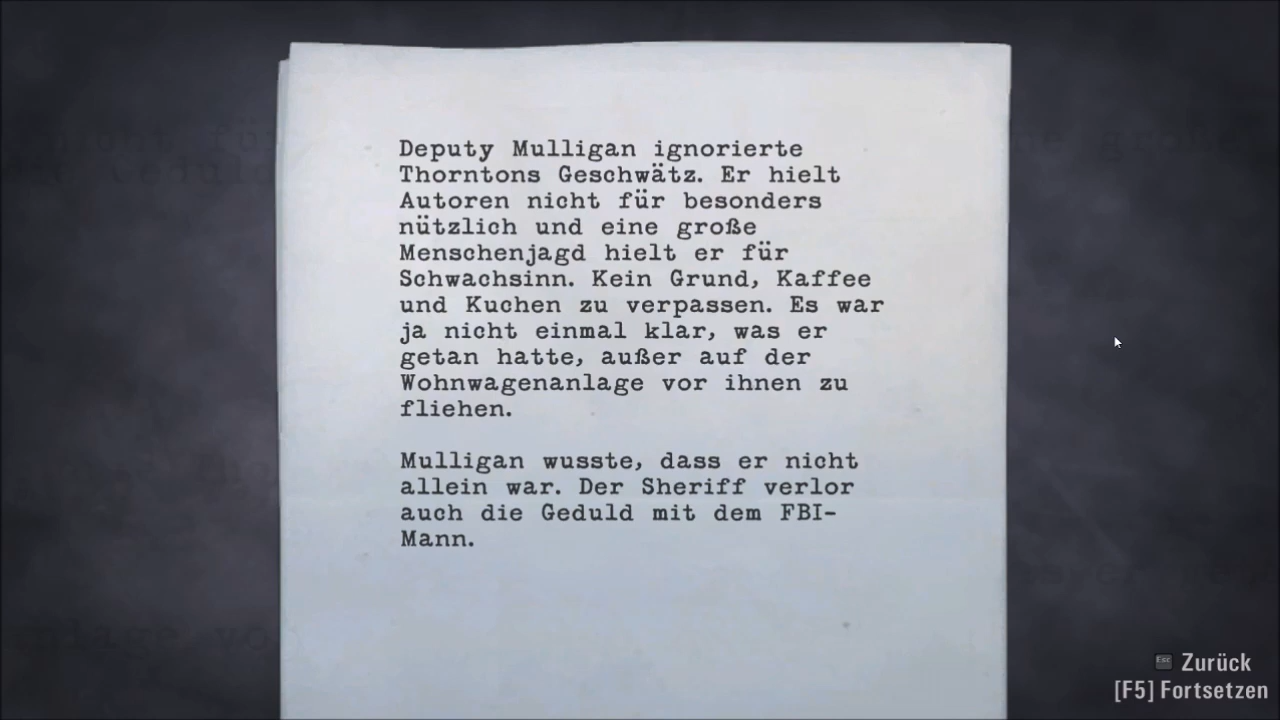 Deputy Mulligan ignorierte
Thorntons Geschwätz. Er hielt
Autoren nicht für besonders
nützlich und eine große
Menschenjagd hielt er für
Schwachsinn. Kein Grund, Kaffee
und Kuchen zu verpassen. Es war
ja nicht einmal klar, was er
getan hatte, außer auf der
Wohnwagenanlage vor ihnen zu
fliehen.
Mulligan wusste, dass er nicht
allein war. Der Sheriff verlor
auch die Geduld mit dem FBI-
Mann.
Esc Zurück
[F5] Fortsetzen